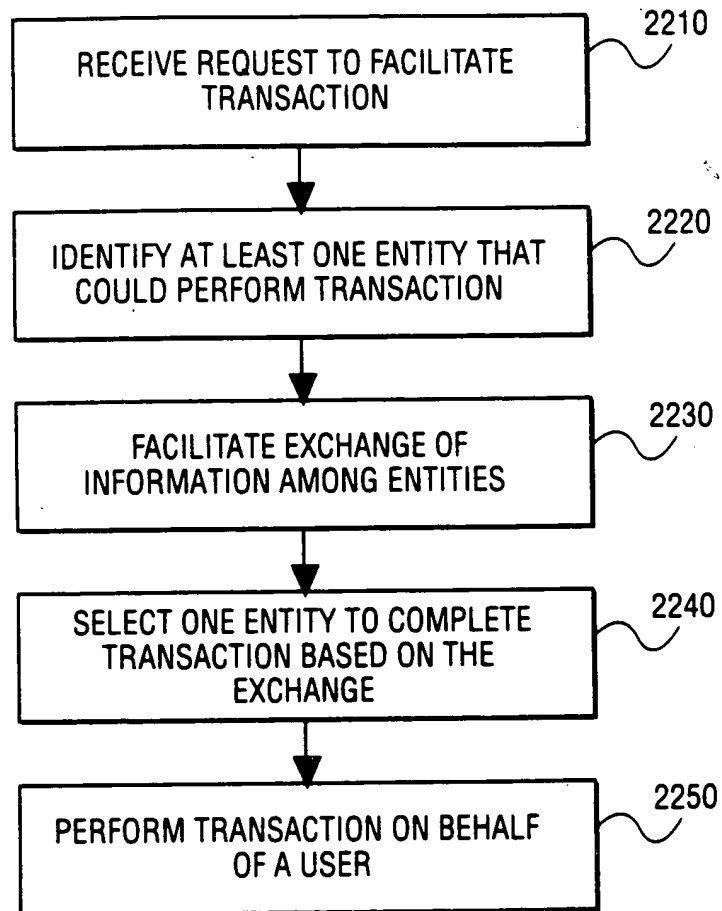 2210
RECEIVE REQUEST TO FACILITATE
TRANSACTION
2220
IDENTIFY AT LEAST ONE ENTITY THAT
COULD PERFORM TRANSACTION
2230
FACILITATE EXCHANGE OF
INFORMATION AMONG ENTITIES
2240
SELECT ONE ENTITY TO COMPLETE
TRANSACTION BASED ON THE
EXCHANGE
2250
PERFORM TRANSACTION ON BEHALF
OF A USER